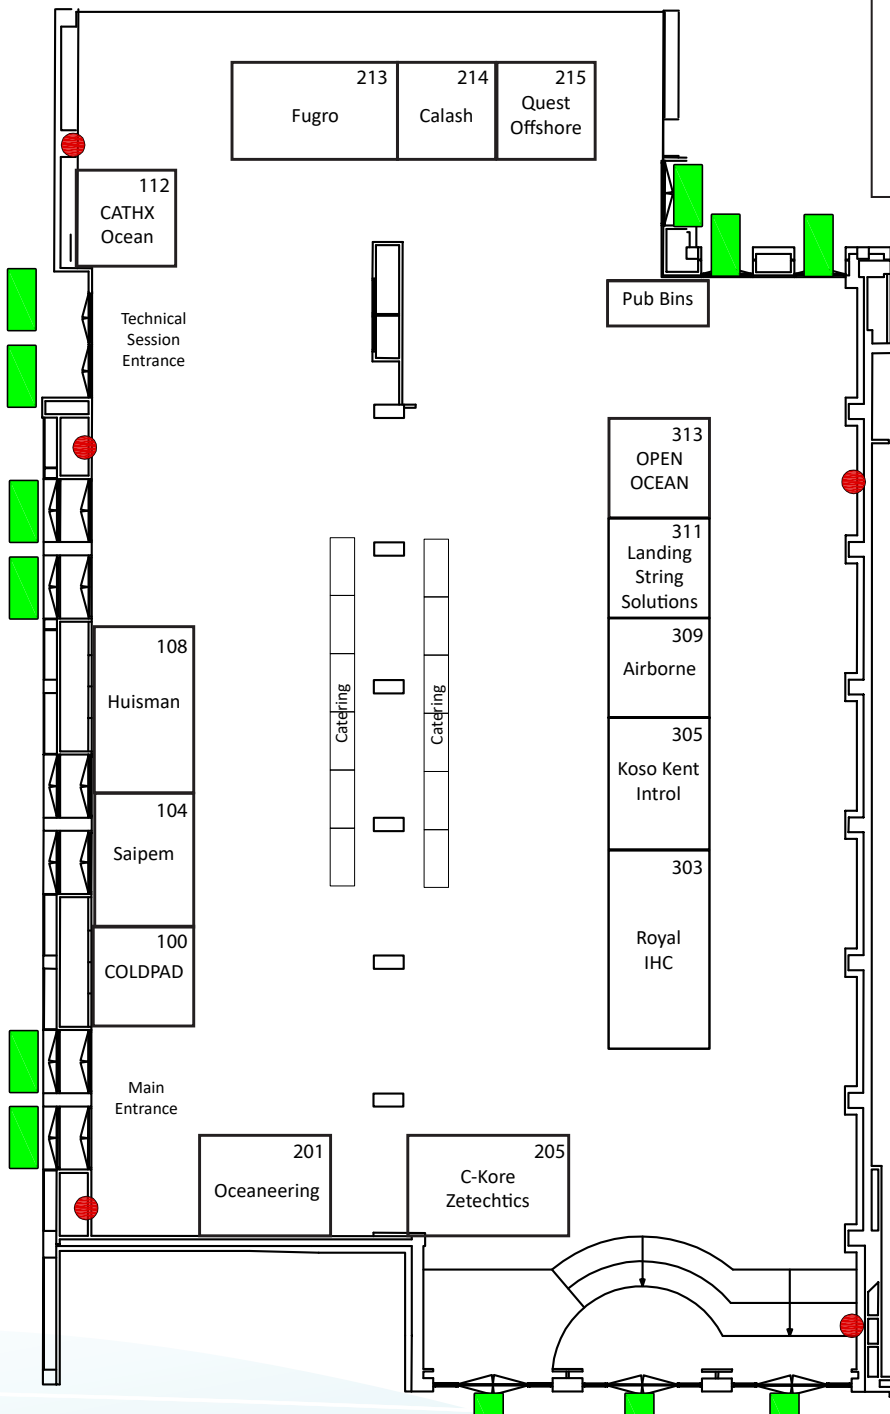 213
Fugro
214
Calash
215
Quest
Offshore
112
CATHX
Ocean
Technical
Session
Entrance
Pub Bins
313
OPEN
OCEAN
311
Landing
String
Solutions
309
Airborne
305
Koso Kent
Introl
303
Royal
IHC
108
Huisman
104
Saipem
100
COLDPAD
Catering
Catering
Main
Entrance
201
Oceaneering
205
C-Kore
Zetechtics